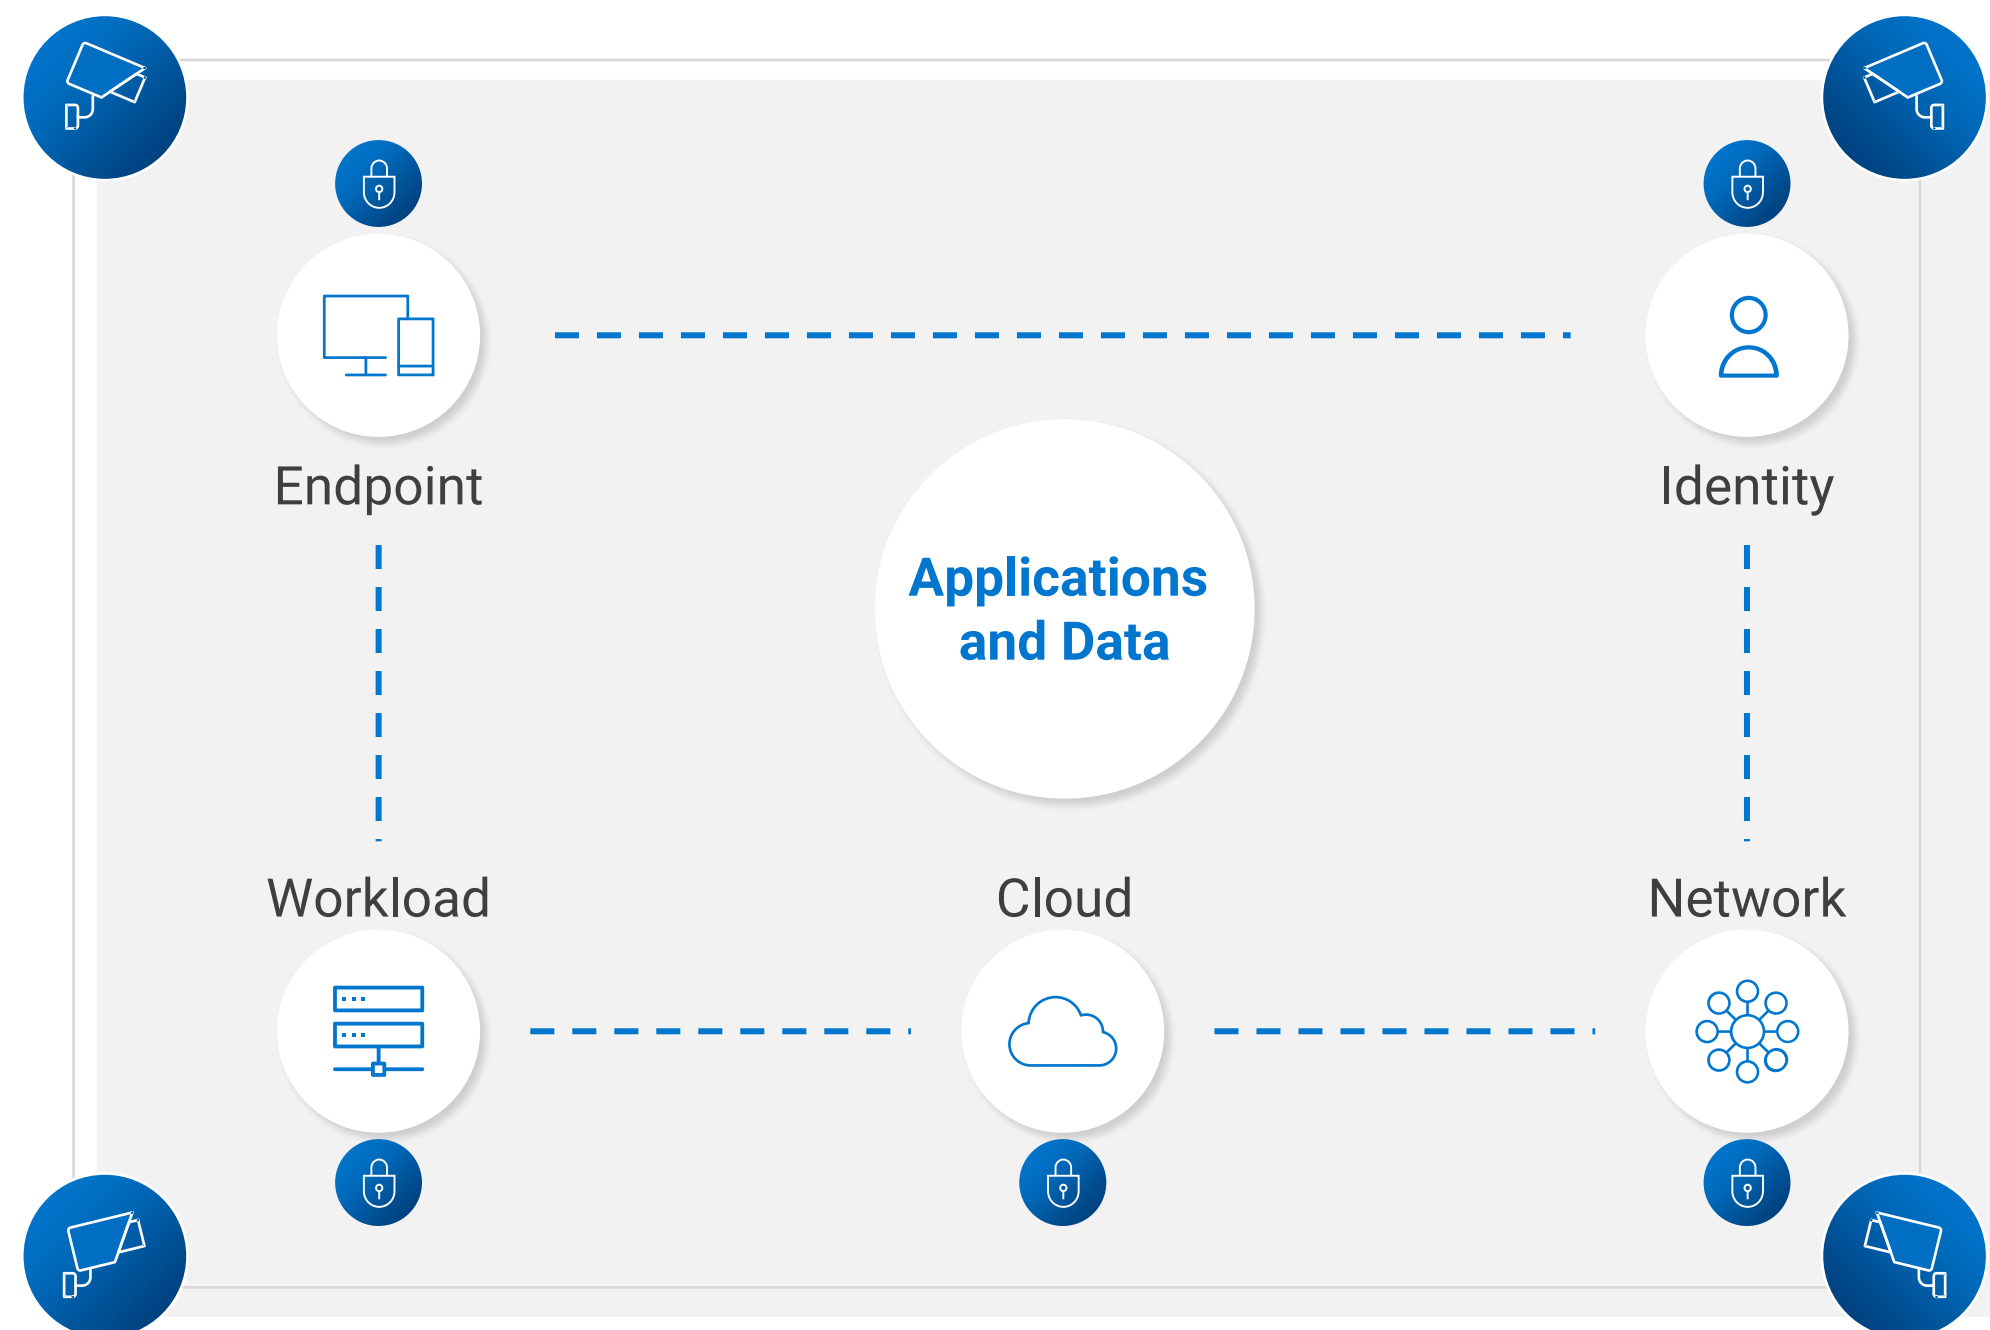 Endpoint
Identity
Applications
and Data
Workload
Cloud
Network